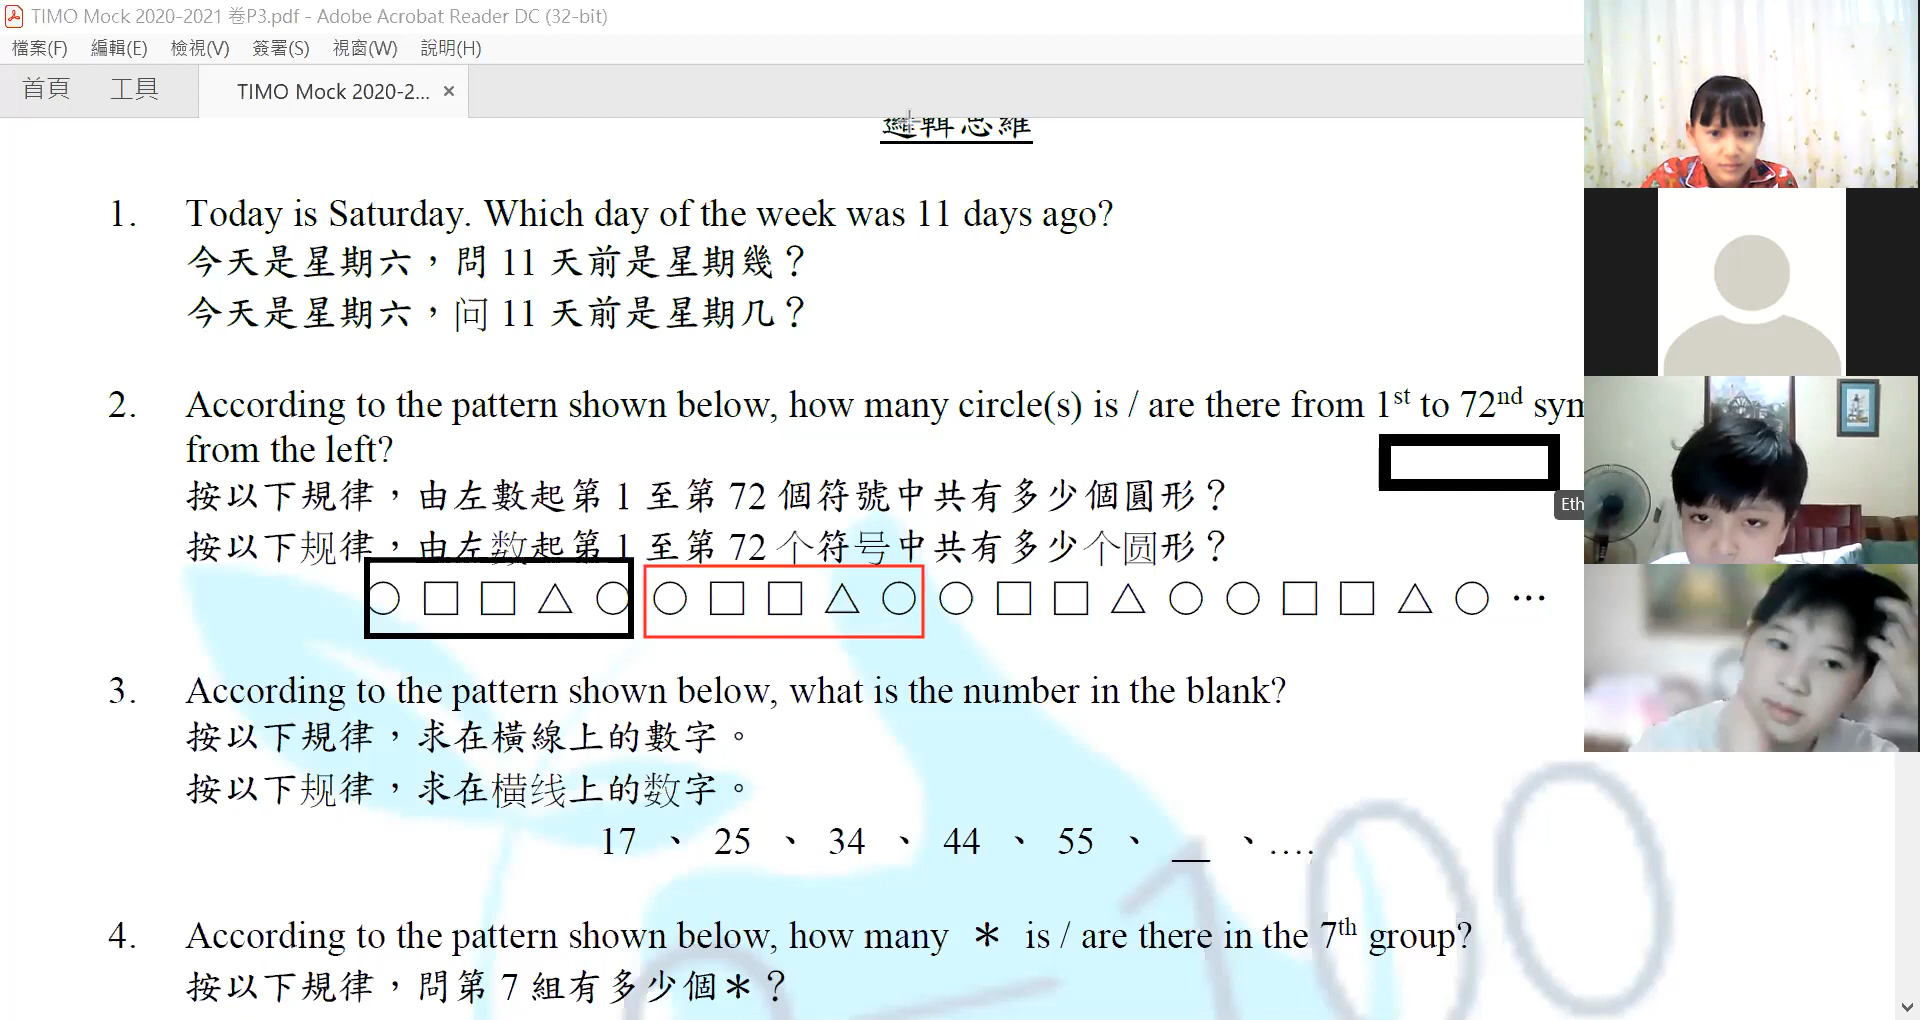 TIMO Mock 2020-2021 卷P3.pdf - Adobe Acrobat Reader DC (32-bit)
檔案(F) 編輯(E) 檢視(V) 簽署(S) 視窗(W) 說明(H)
首頁 工具 TIMO Mock 2020-2... ×
邏輯思維
1. Today is Saturday. Which day of the week was 11 days ago?
今天是星期六，問 11 天前是星期幾？
今天是星期六，问 11 天前是星期几？
2. According to the pattern shown below, how many circle(s) is / are there from 1st to 72nd sym
from the left?
按以下規律，由左數起第 1 至第 72 個符號中共有多少個圓形？
Eth
按以下规律，由左数起第 1 至第 72 个符号中共有多少个圆形？
○ □ □ △ ○ ○ □ □ △ ○ ○ □ □ △ ○ ○ □ □ △ ○ …
3. According to the pattern shown below, what is the number in the blank?
按以下規律，求在橫線上的數字。
按以下规律，求在横线上的数字。
17 、 25 、 34 、 44 、 55 、 __ 、….
4. According to the pattern shown below, how many ＊ is / are there in the 7th group?
按以下規律，問第 7 組有多少個＊？